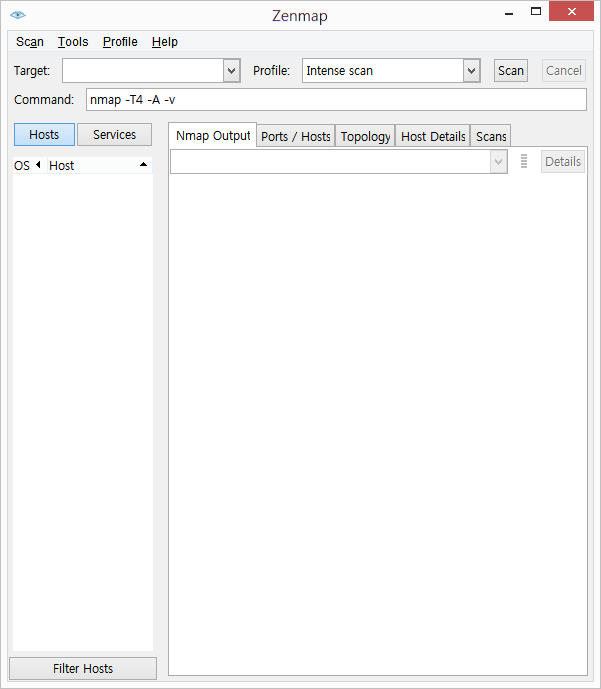 Zenmap
Scan Tools Profile Help
Target: Profile: Intense scan Scan Cancel
Command: nmap -T4 -A -v
Hosts Services Nmap Output Ports / Hosts Topology Host Details Scans
OS Host Details
Filter Hosts